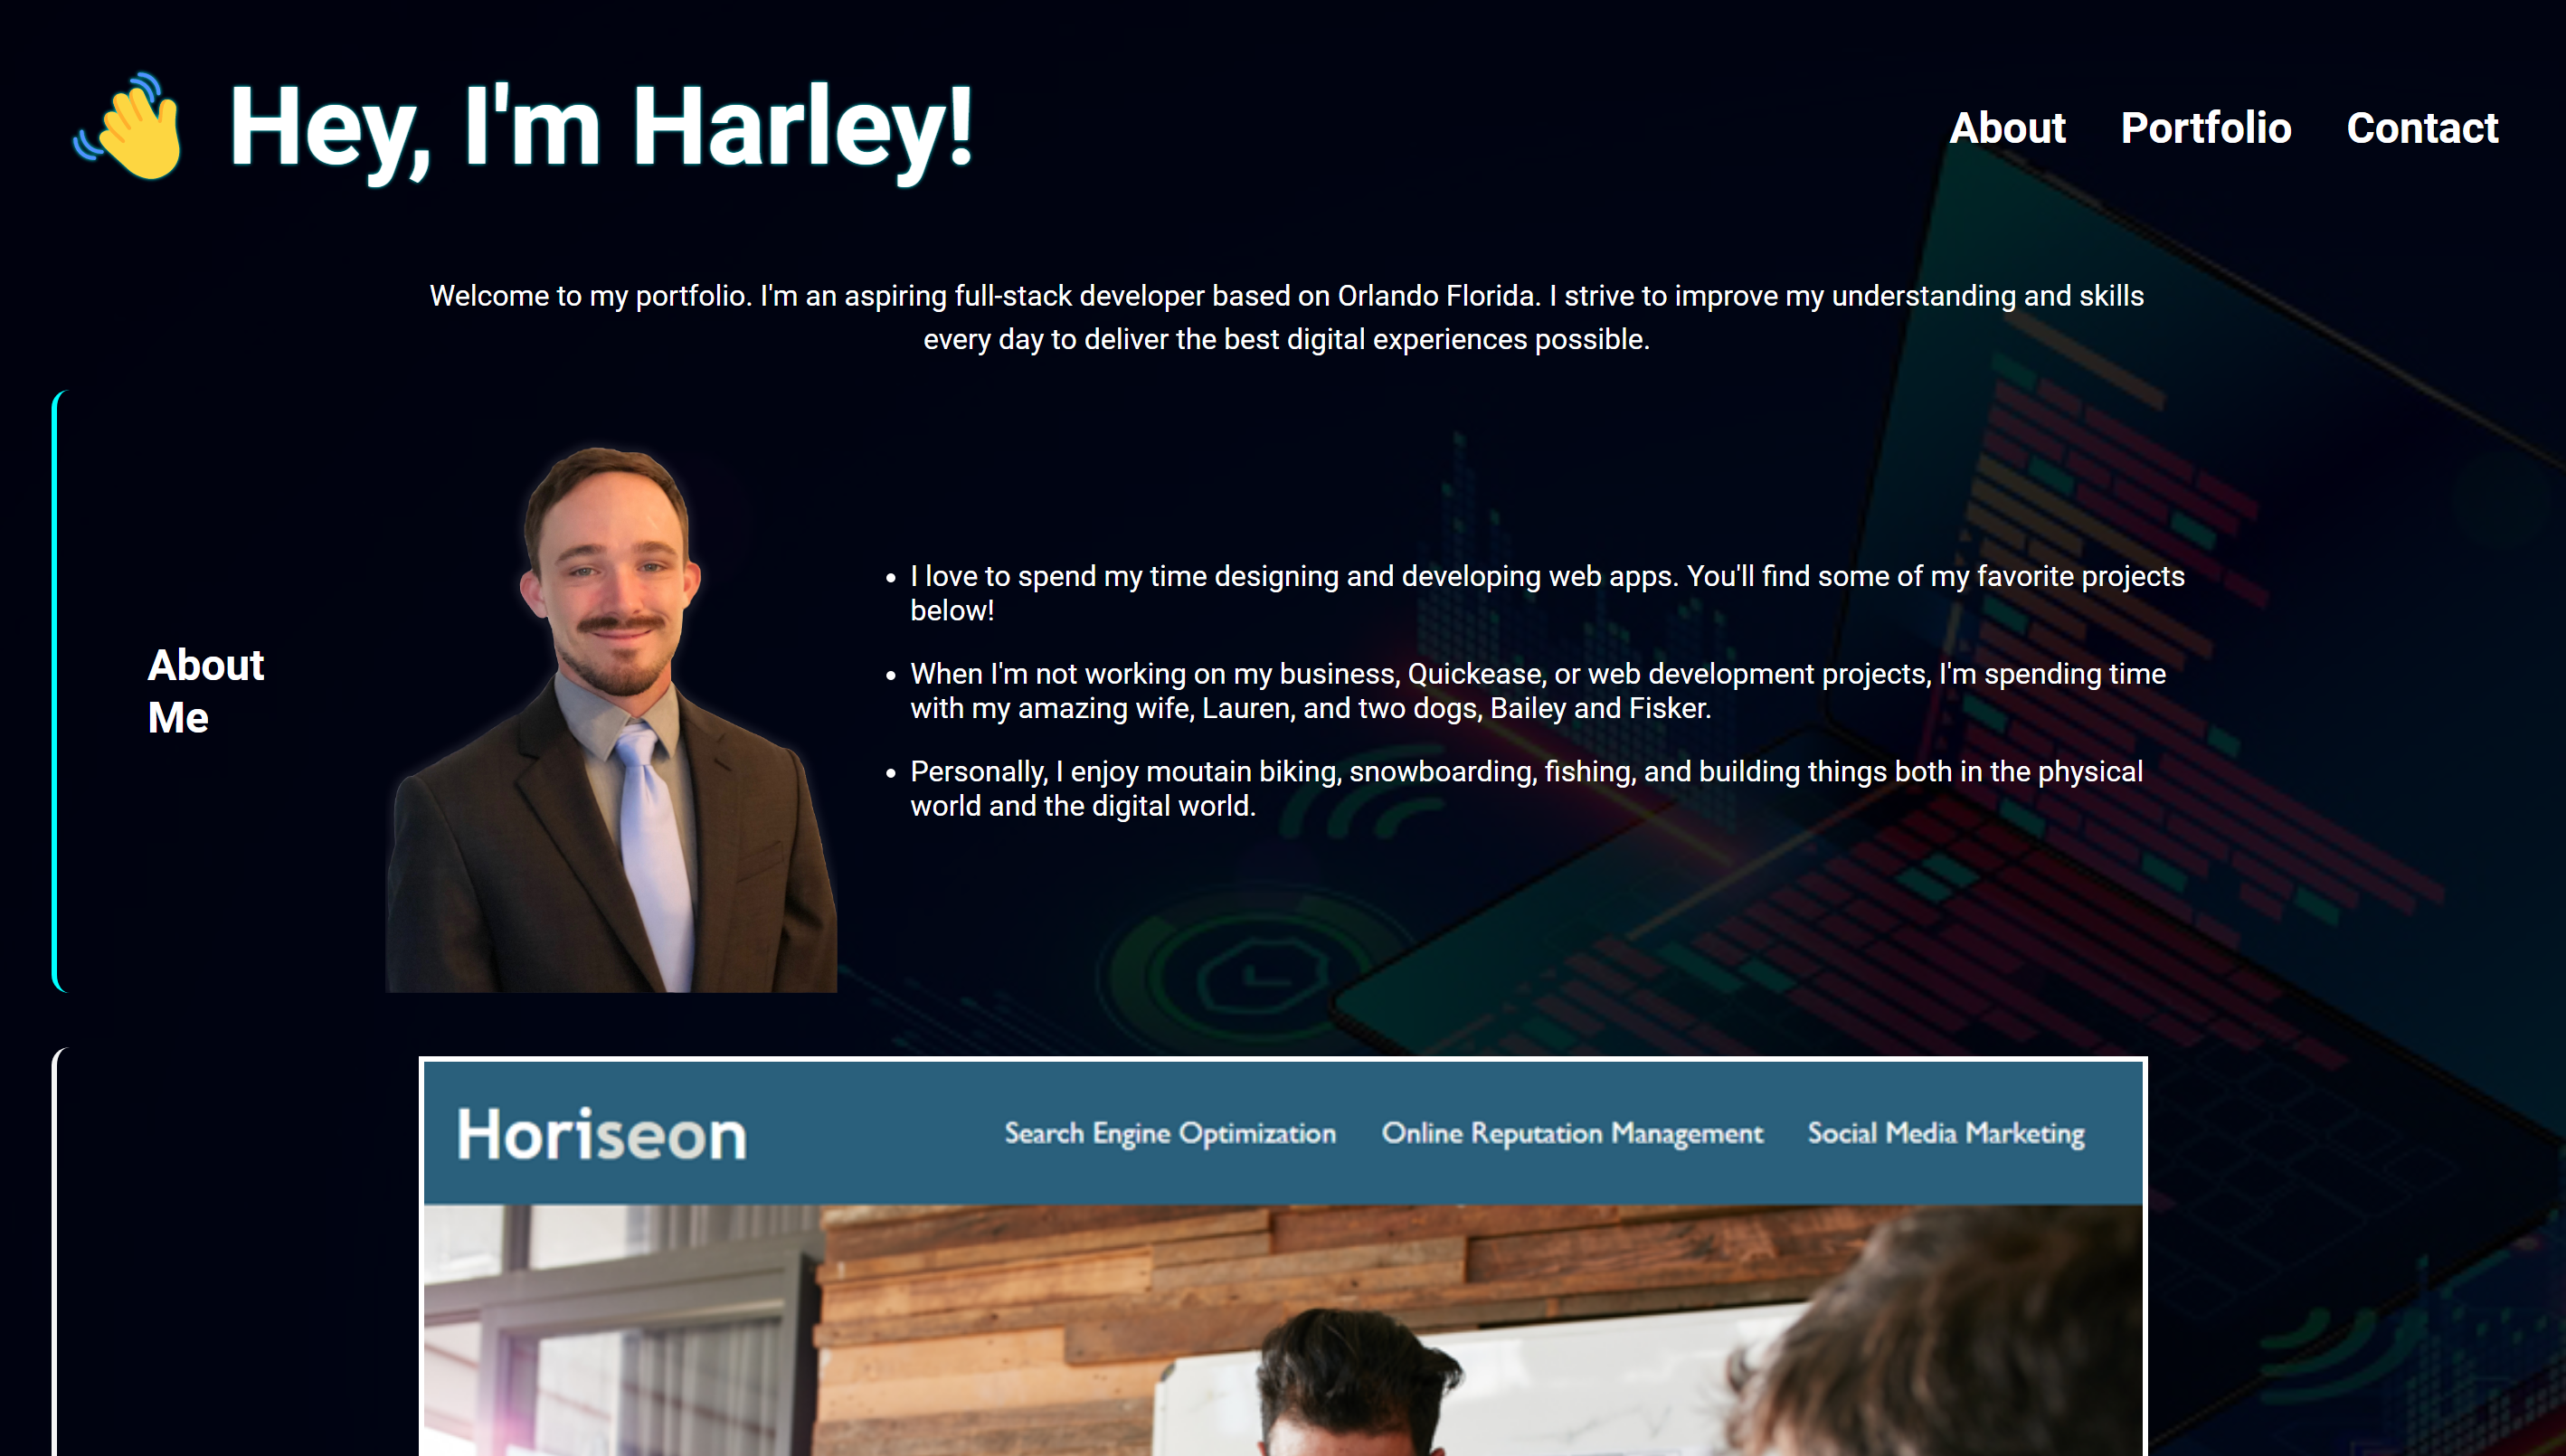 Hey, I'm Harley!
About Portfolio Contact
Welcome to my portfolio. I'm an aspiring full-stack developer based on Orlando Florida. I strive to improve my understanding and skills
every day to deliver the best digital experiences possible.
About
Me
• I love to spend my time designing and developing web apps. You'll find some of my favorite projects
below!
• When I'm not working on my business, Quickease, or web development projects, I'm spending time
with my amazing wife, Lauren, and two dogs, Bailey and Fisker.
• Personally, I enjoy moutain biking, snowboarding, fishing, and building things both in the physical
world and the digital world.
Horiseon Search Engine Optimization Online Reputation Management Social Media Marketing